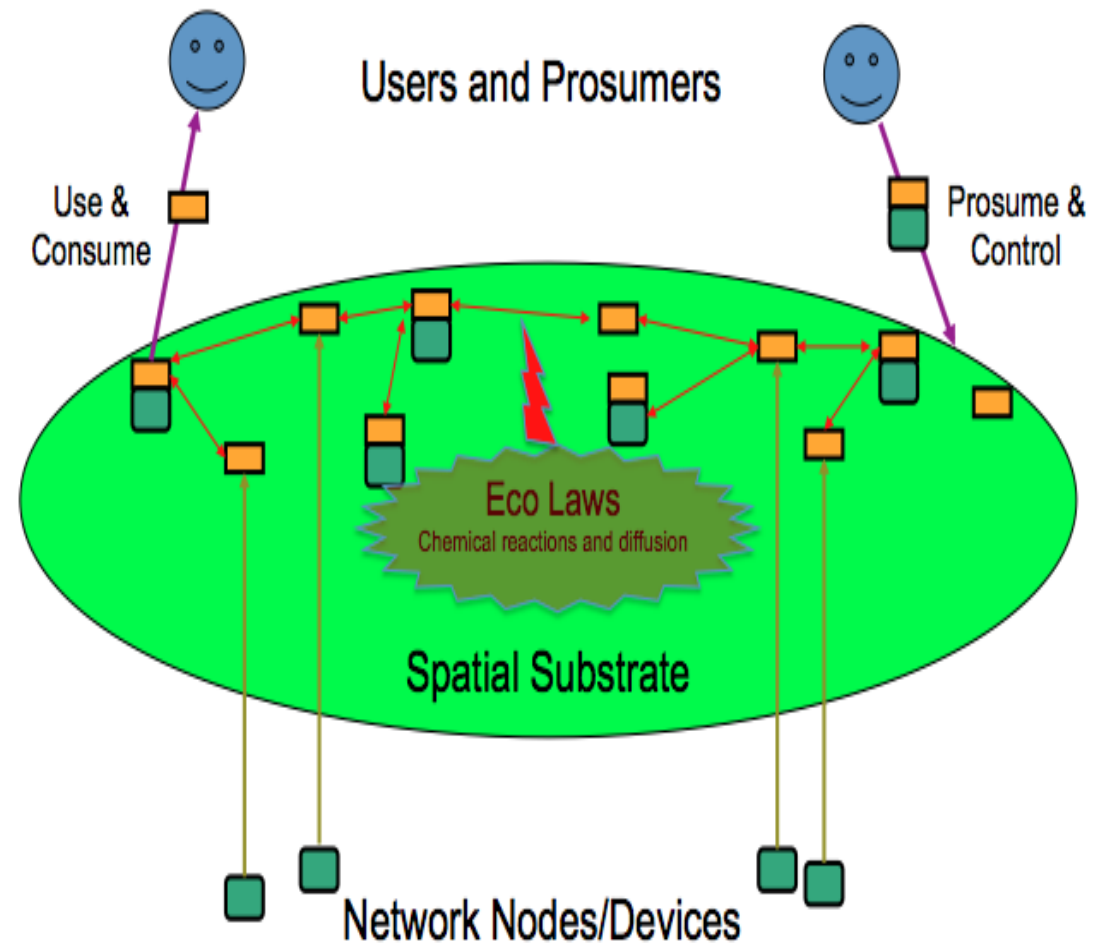 Users and Prosumers
Use &
Consume
Prosume &
Control
Eco Laws
Chemical reactions and diffusion
Spatial Substrate
Network Nodes/Devices